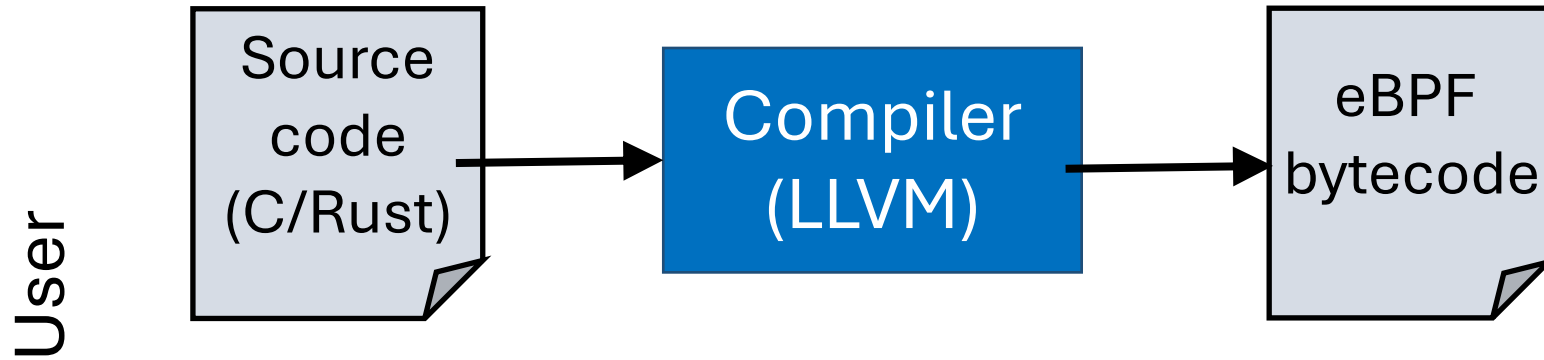 Source
code
(C/Rust)
Compiler
(LLVM)
eBPF
bytecode
User